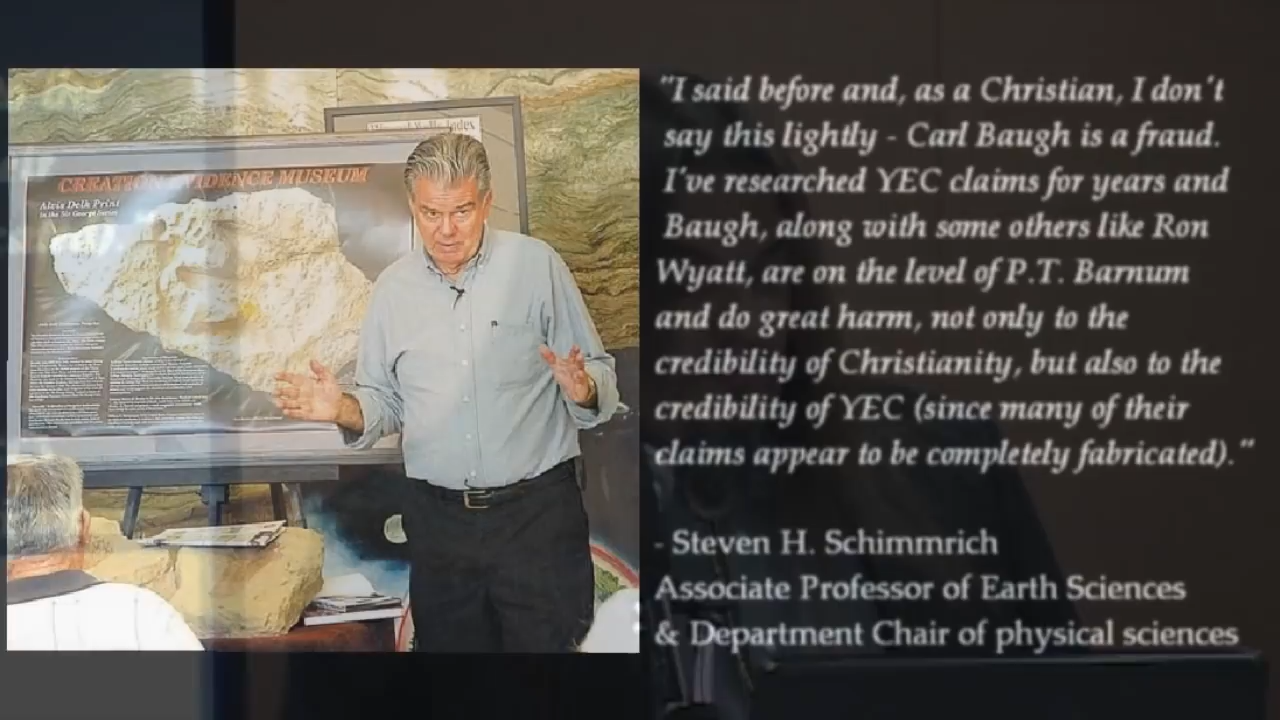 CREATION EVIDENCE MUSEUM
Alvis Delk Print
"I said before and, as a Christian, I don't
say this lightly - Carl Baugh is a fraud.
I've researched YEC claims for years and
Baugh, along with some others like Ron
Wyatt, are on the level of P.T. Barnum
and do great harm, not only to the
credibility of Christianity, but also to the
credibility of YEC (since many of their
claims appear to be completely fabricated)."
- Steven H. Schimmrich
Associate Professor of Earth Sciences
& Department Chair of physical sciences